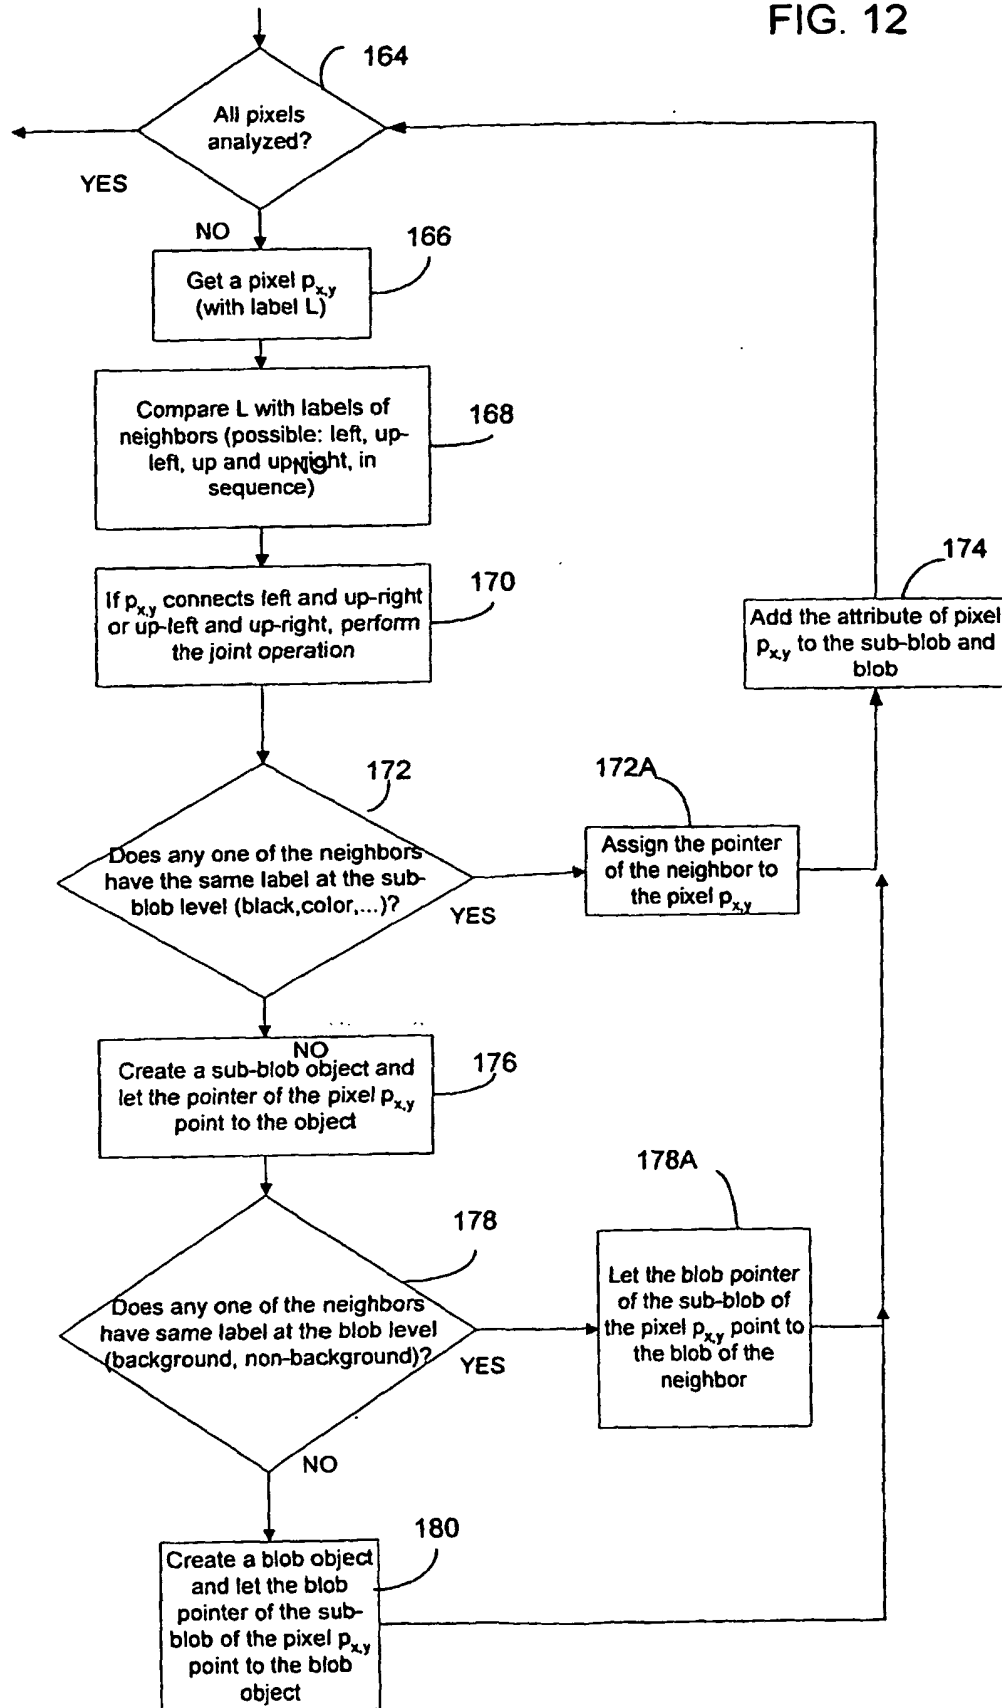 FIG. 12
164
All pixels
analyzed?
YES
NO
166
Get a pixel px,y
(with label L)
168
Compare L with labels of
neighbors (possible: left, up-
left, up and up-right, in
NO
sequence)
170
If px,y connects left and up-right
or up-left and up-right, perform
the joint operation
174
Add the attribute of pixel
px,y to the sub-blob and
blob
172
Does any one of the neighbors
have the same label at the sub-
blob level (black,color,...)?
YES
172A
Assign the pointer
of the neighbor to
the pixel px,y
NO
176
Create a sub-blob object and
let the pointer of the pixel px,y
point to the object
178
Does any one of the neighbors
have same label at the blob level
(background, non-background)?
YES
178A
Let the blob pointer
of the sub-blob of
the pixel px,y point to
the blob of the
neighbor
NO
180
Create a blob object
and let the blob
pointer of the sub-
blob of the pixel px,y
point to the blob
object